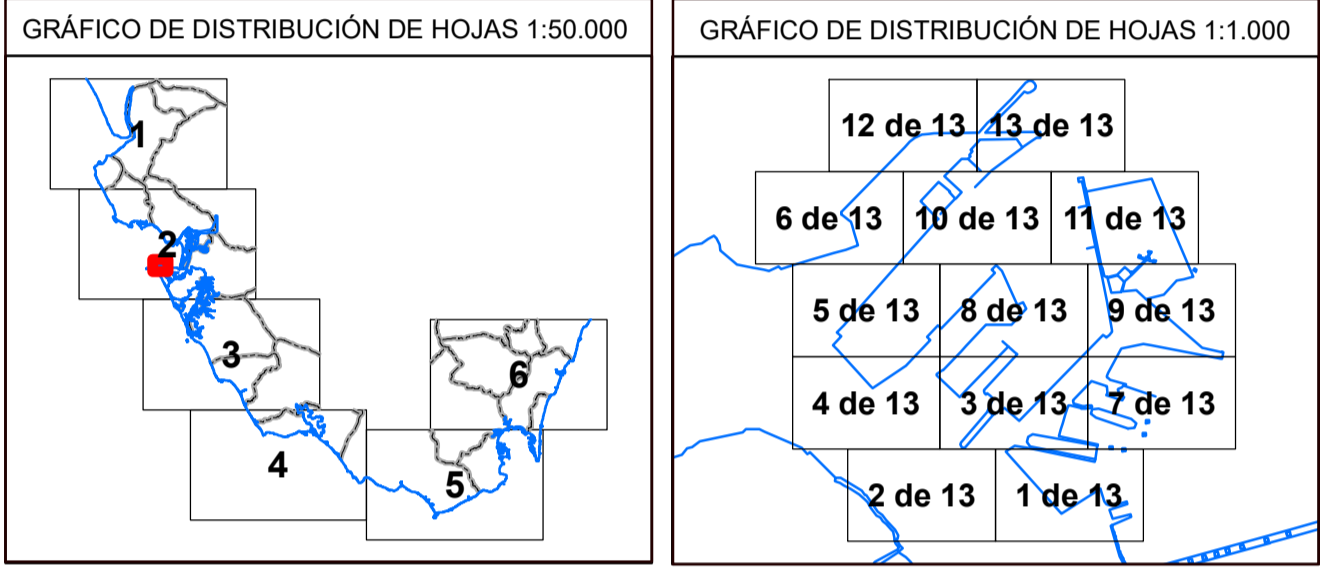 GRÁFICO DE DISTRIBUCIÓN DE HOJAS 1:50.000
1
2
3
4
5
6
GRÁFICO DE DISTRIBUCIÓN DE HOJAS 1:1.000
12 de 13 13 de 13
6 de 13 10 de 13 11 de 13
5 de 13 8 de 13 9 de 13
4 de 13 3 de 13 7 de 13
2 de 13 1 de 13